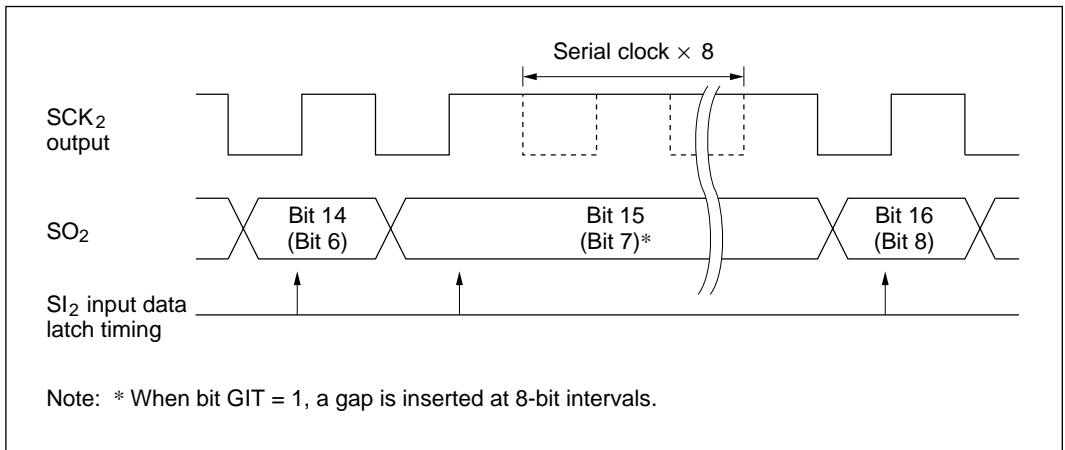 Serial clock × 8
SCK2
output
SO2
Bit 14
(Bit 6)
Bit 15
(Bit 7)*
Bit 16
(Bit 8)
SI2 input data
latch timing
Note: * When bit GIT = 1, a gap is inserted at 8-bit intervals.